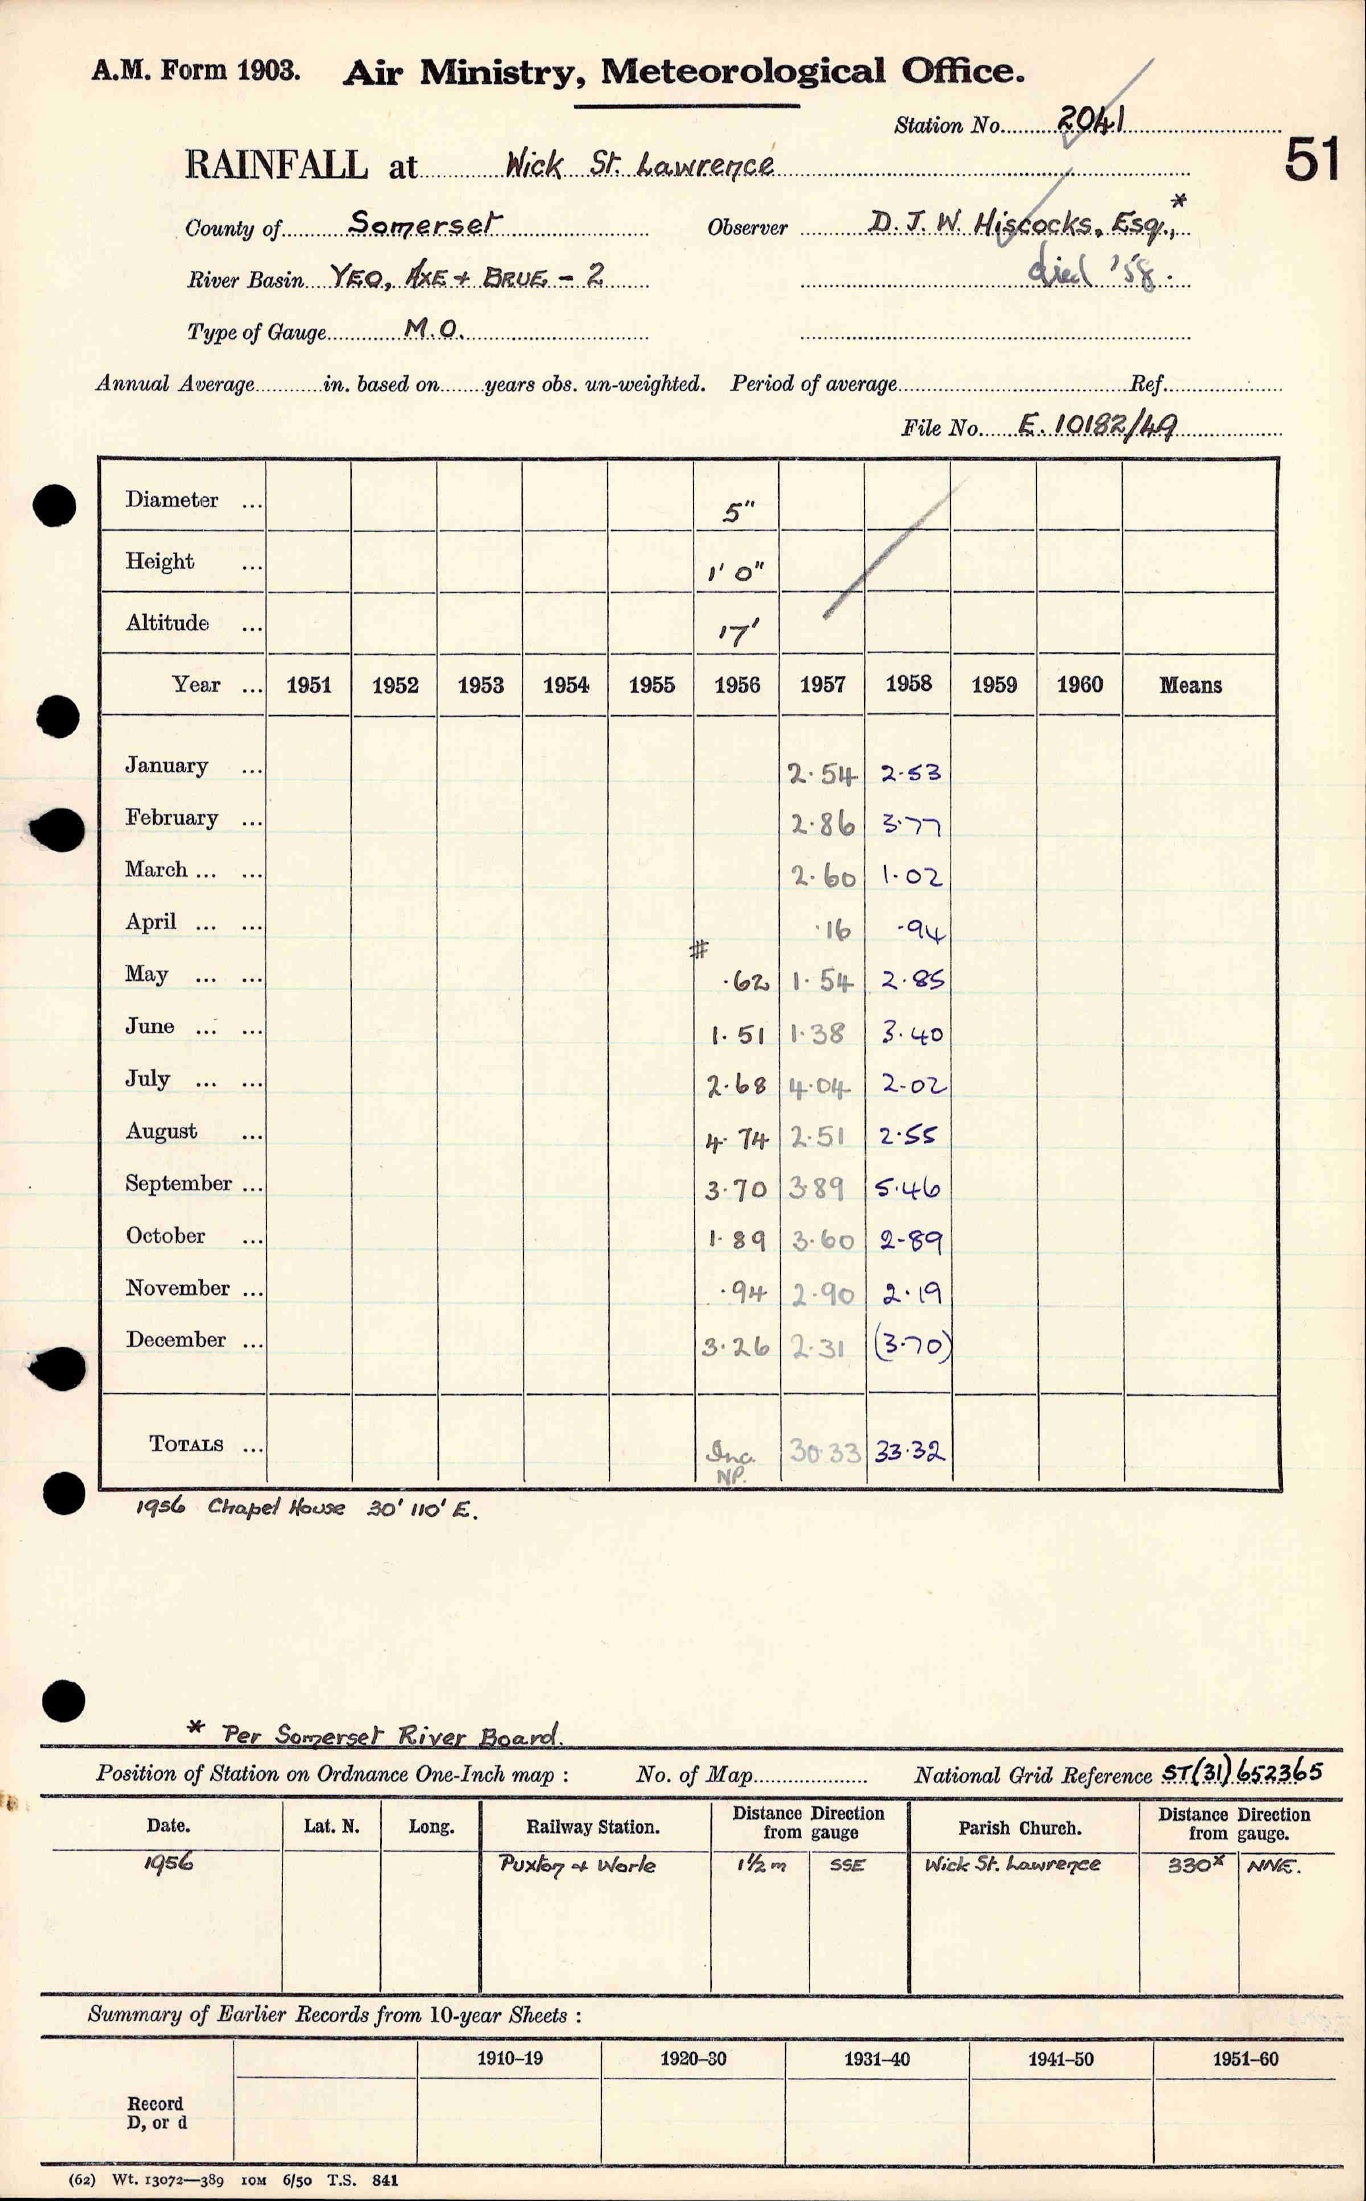 A.M. Form 1903. Air Ministry, Meteorological Office.
Station No. 2041
51
RAINFALL at Wick St. Lawrence
County of Somerset Observer D. J. W. Hiscocks, Esq., *
River Basin YEO, AXE + BRUE - 2 died '58.
Type of Gauge M.O.
Annual Average in. based on years obs. un-weighted. Period of average Ref.
File No. E. 10182/49
Diameter ... 5"
Height ... 1' 0"
Altitude ... 17'
Year ... 1951 1952 1953 1954 1955 1956 1957 1958 1959 1960 Means
January ... 2.54 2.53
February ... 2.86 3.77
March ... ... 2.60 1.02
April ... ... .16 .94
#
May ... ... .62 1.54 2.85
June ... ... 1.51 1.38 3.40
July ... ... 2.68 4.04 2.02
August ... 4.74 2.51 2.55
September ... 3.70 3.89 5.46
October ... 1.89 3.60 2.89
November ... .94 2.90 2.19
December ... 3.26 2.31 (3.70)
TOTALS ... Inc. 30.33 33.32
NP.
1956 Chapel House 30' 110' E.
* Per Somerset River Board.
Position of Station on Ordnance One-Inch map : No. of Map National Grid Reference ST(31)652365
Date. Lat. N. Long. Railway Station. Distance Direction from gauge Parish Church. Distance Direction from gauge.
1956 Puxton & Worle 1½ m SSE Wick St. Lawrence 330x NNE.
Summary of Earlier Records from 10-year Sheets :
1910–19 1920–30 1931–40 1941–50 1951–60
Record
D, or d
(62) Wt. 13072—389 10M 6/50 T.S. 841